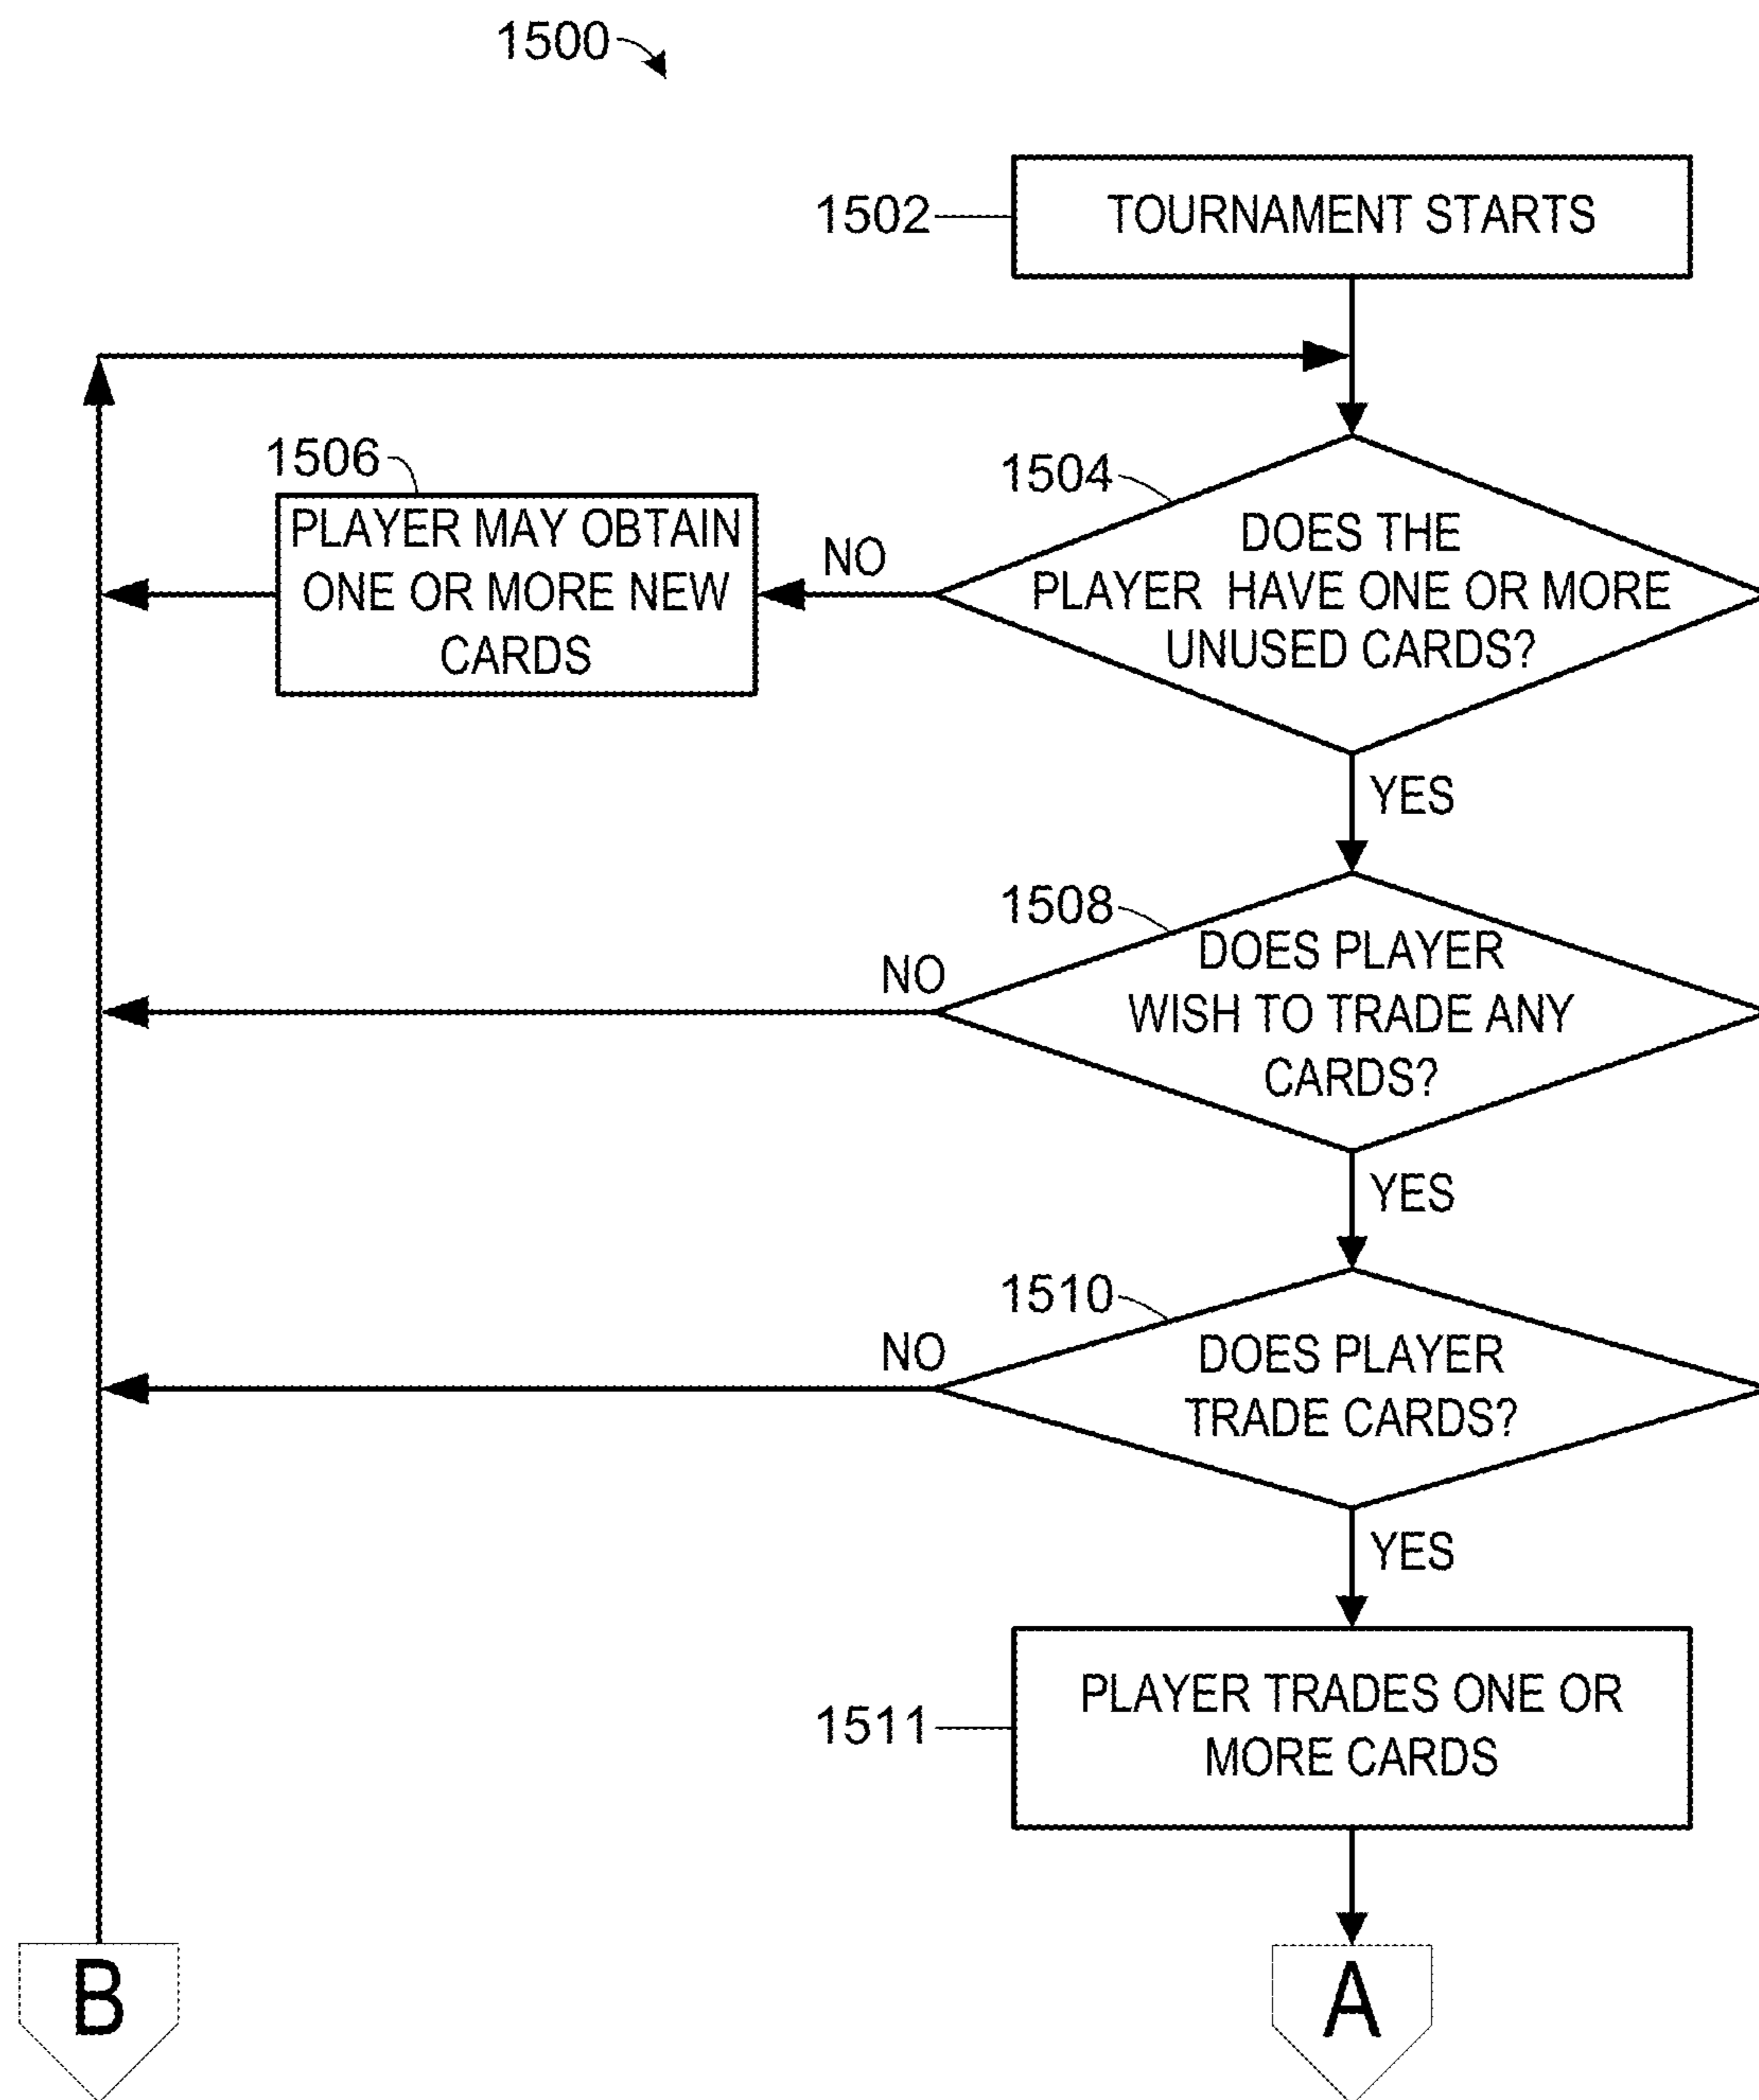 1500
1502
TOURNAMENT STARTS
1506
PLAYER MAY OBTAIN
ONE OR MORE NEW
CARDS
NO
1504
DOES THE
PLAYER HAVE ONE OR MORE
UNUSED CARDS?
YES
1508
NO
DOES PLAYER
WISH TO TRADE ANY
CARDS?
YES
1510
NO
DOES PLAYER
TRADE CARDS?
YES
1511
PLAYER TRADES ONE OR
MORE CARDS
B
A